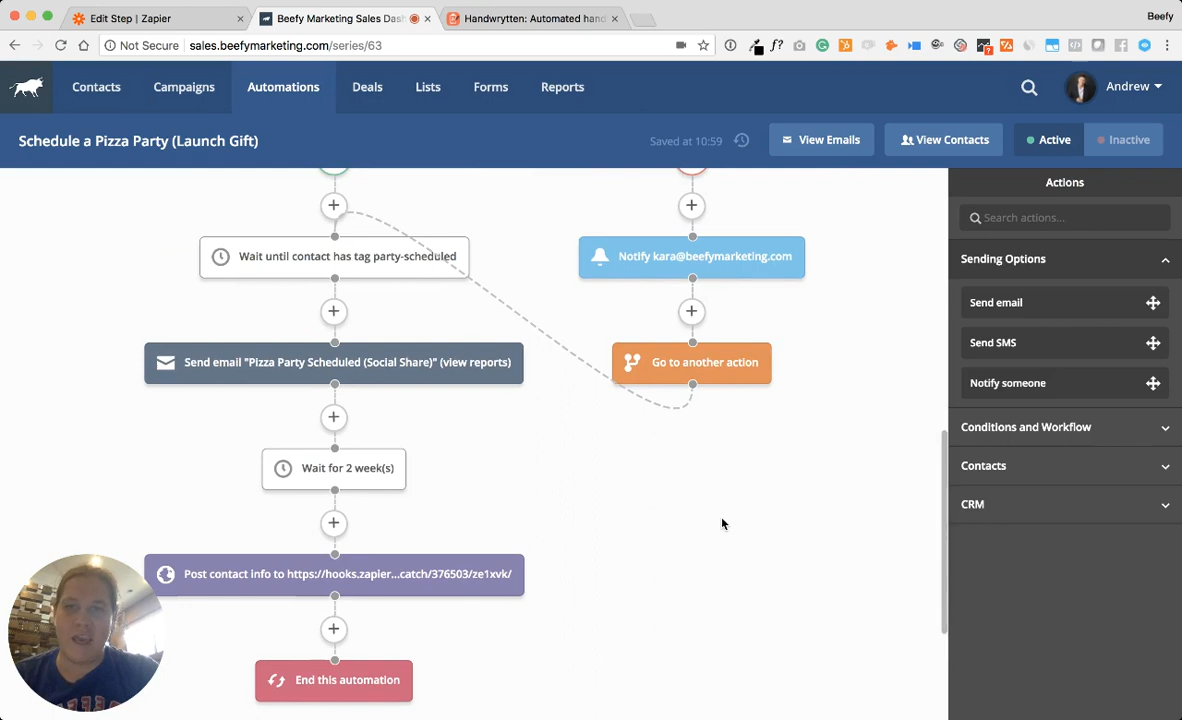 Edit Step | Zapier
Beefy Marketing Sales Das
Handwrytten: Automated han
Beefy
Not Secure | sales.beefymarketing.com/series/63
f?
Contacts
Campaigns
Automations
Deals
Lists
Forms
Reports
Andrew
Schedule a Pizza Party (Launch Gift)
Saved at 10:59
View Emails
View Contacts
Active
Inactive
Actions
Search actions...
Sending Options
Send email
Send SMS
Notify someone
Conditions and Workflow
Contacts
CRM
Wait until contact has tag party-scheduled
Notify kara@beefymarketing.com
Send email "Pizza Party Scheduled (Social Share)" (view reports)
Go to another action
Wait for 2 week(s)
Post contact info to https://hooks.zapier...catch/376503/ze1xvk/
End this automation